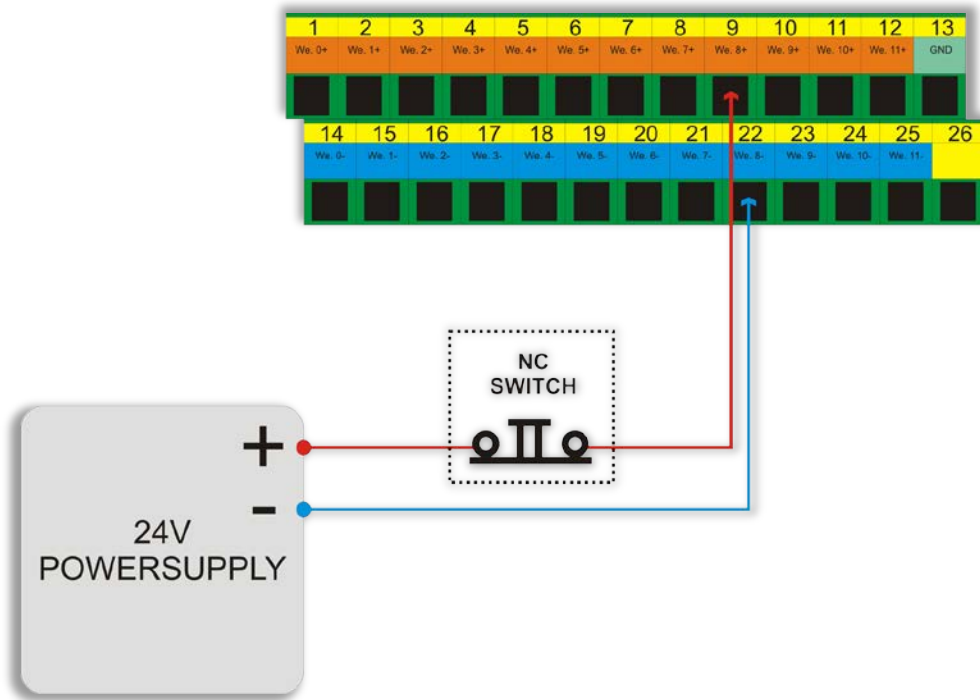 1 2 3 4 5 6 7 8 9 10 11 12 13
We. 0+ We. 1+ We. 2+ We. 3+ We. 4+ We. 5+ We. 6+ We. 7+ We. 8+ We. 9+ We. 10+ We. 11+ GND
14 15 16 17 18 19 20 21 22 23 24 25 26
We. 0- We. 1- We. 2- We. 3- We. 4- We. 5- We. 6- We. 7- We. 8- We. 9- We. 10- We. 11-
NC
SWITCH
+
-
24V
POWERSUPPLY